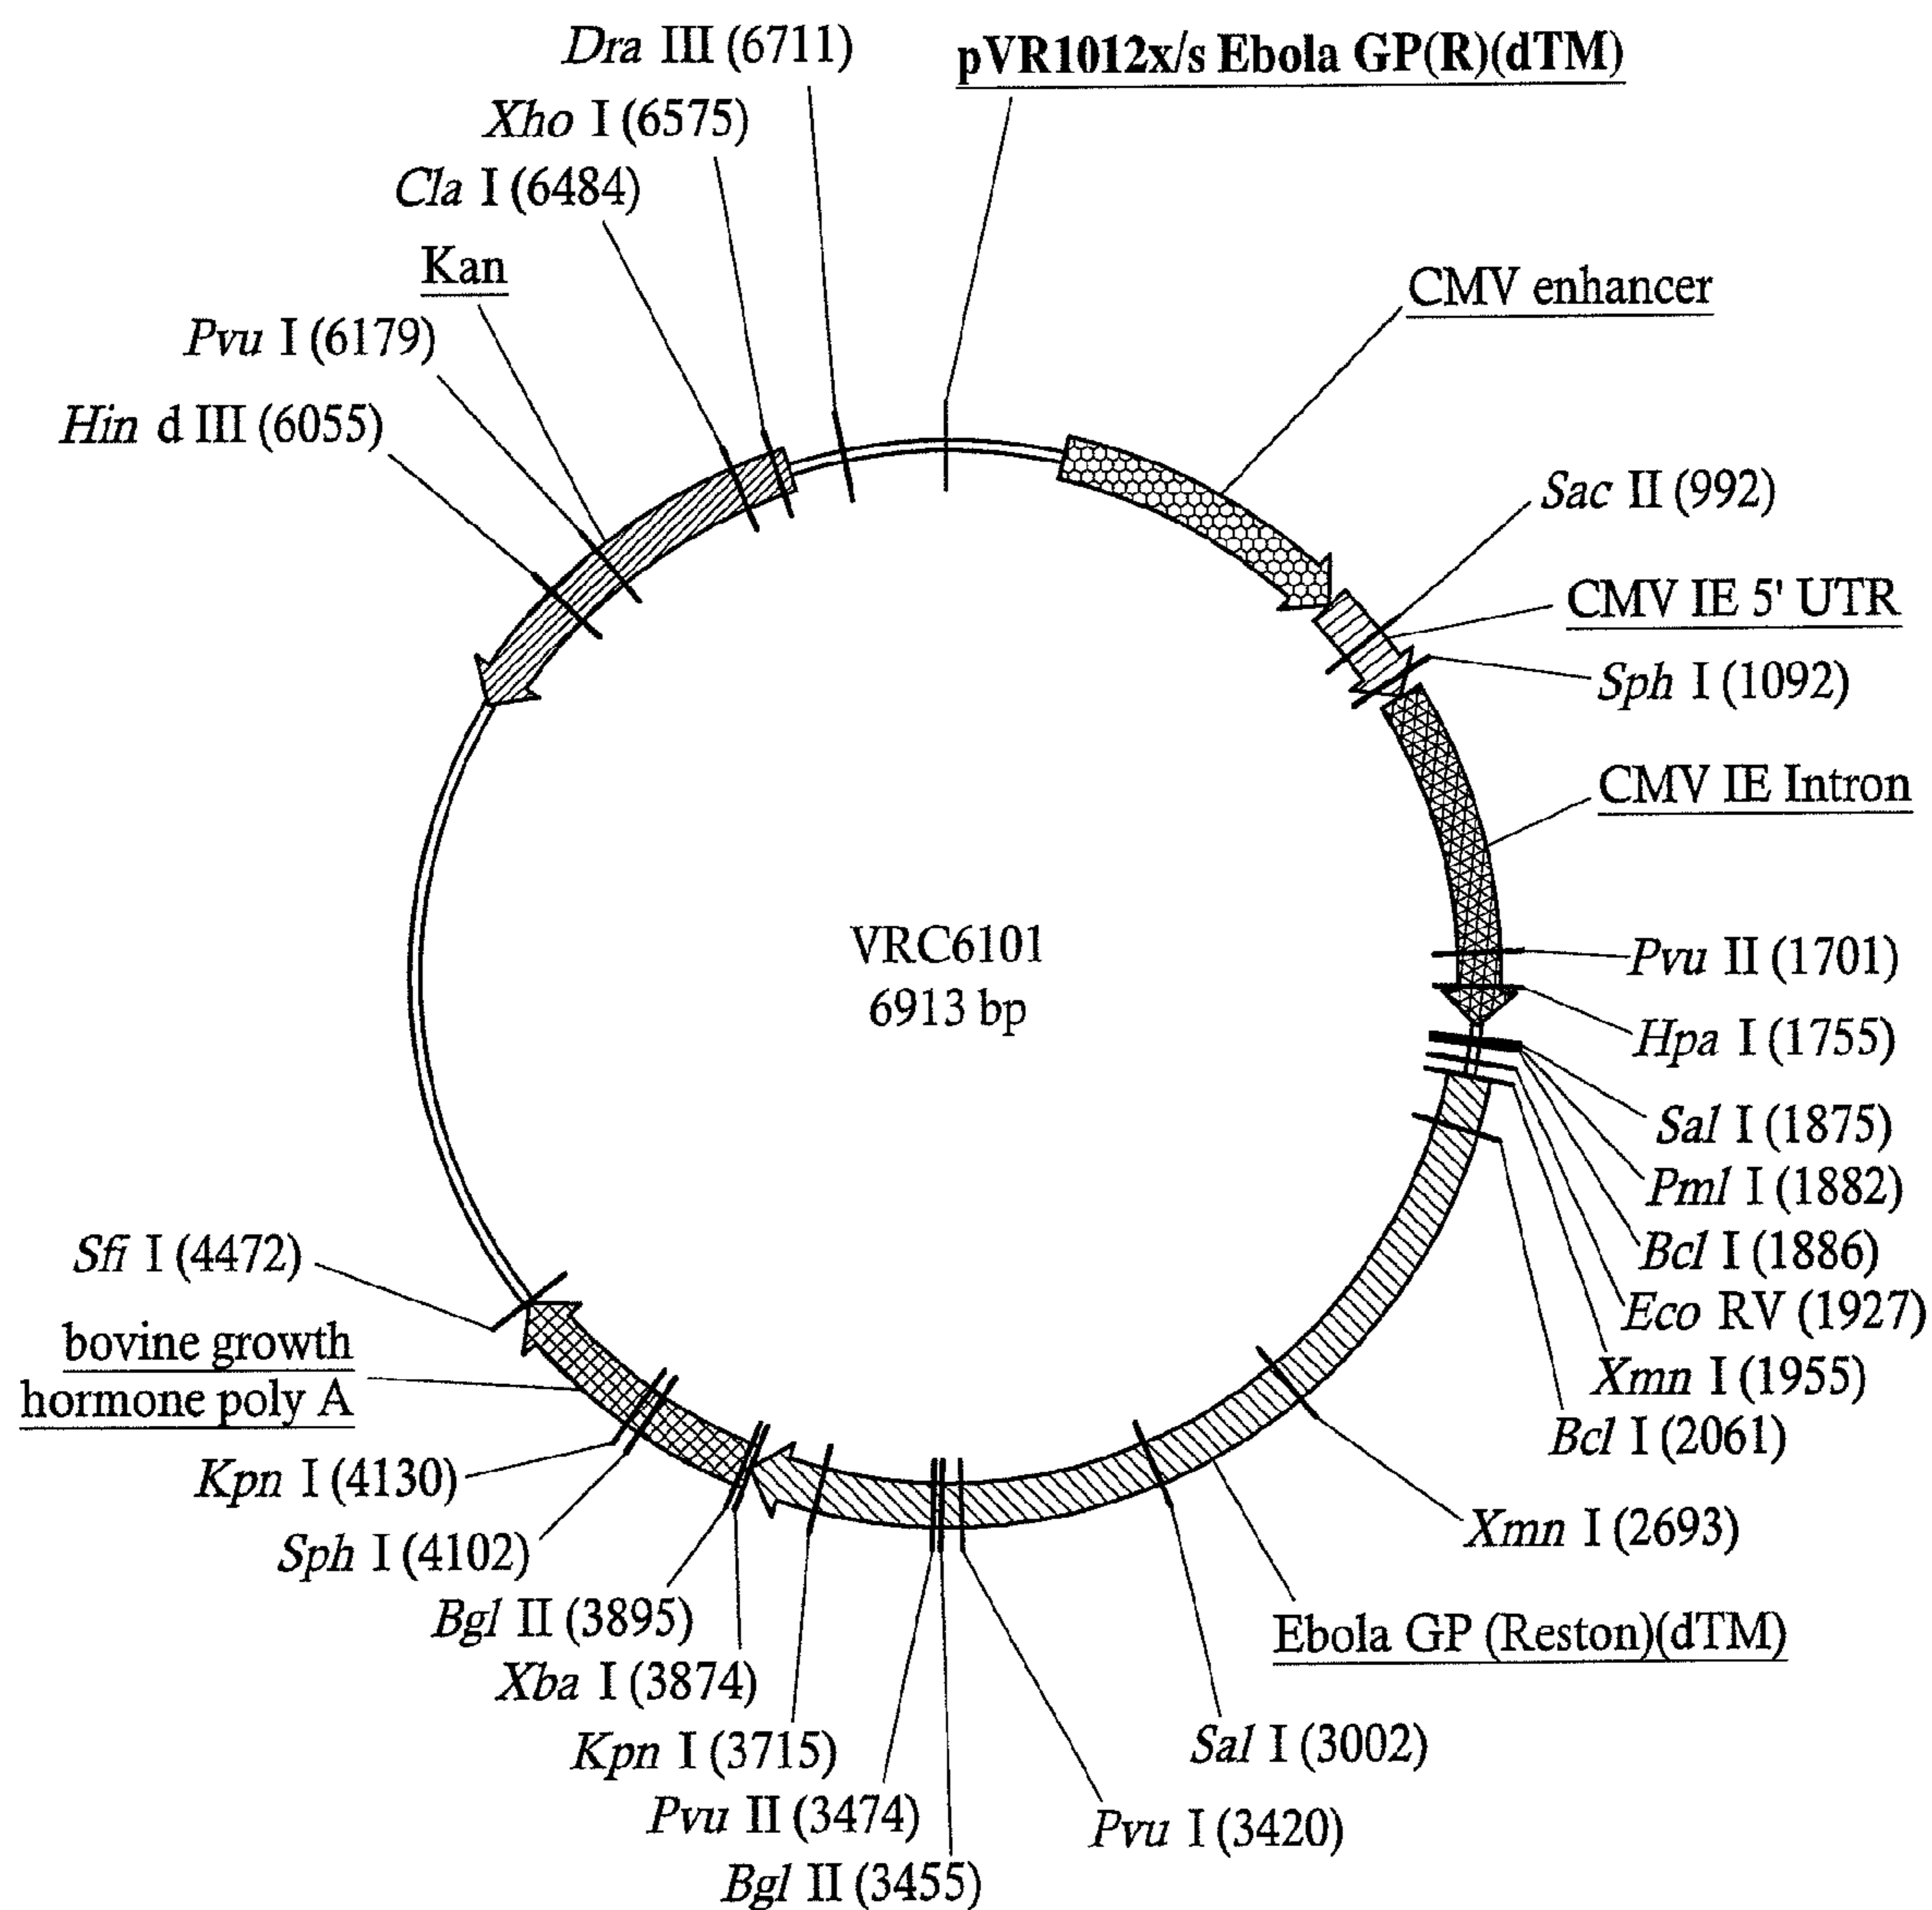 Dra III (6711)
pVR1012x/s Ebola GP(R)(dTM)
Xho I (6575)
Cla I (6484)
Kan
CMV enhancer
Pvu I (6179)
Hin d III (6055)
Sac II (992)
CMV IE 5' UTR
Sph I (1092)
CMV IE Intron
VRC6101
6913 bp
Pvu II (1701)
Hpa I (1755)
Sal I (1875)
Pml I (1882)
Bcl I (1886)
Eco RV (1927)
Xmn I (1955)
Bcl I (2061)
Xmn I (2693)
Ebola GP (Reston)(dTM)
Sal I (3002)
Pvu I (3420)
Sfi I (4472)
bovine growth
hormone poly A
Kpn I (4130)
Sph I (4102)
Bgl II (3895)
Xba I (3874)
Kpn I (3715)
Pvu II (3474)
Bgl II (3455)